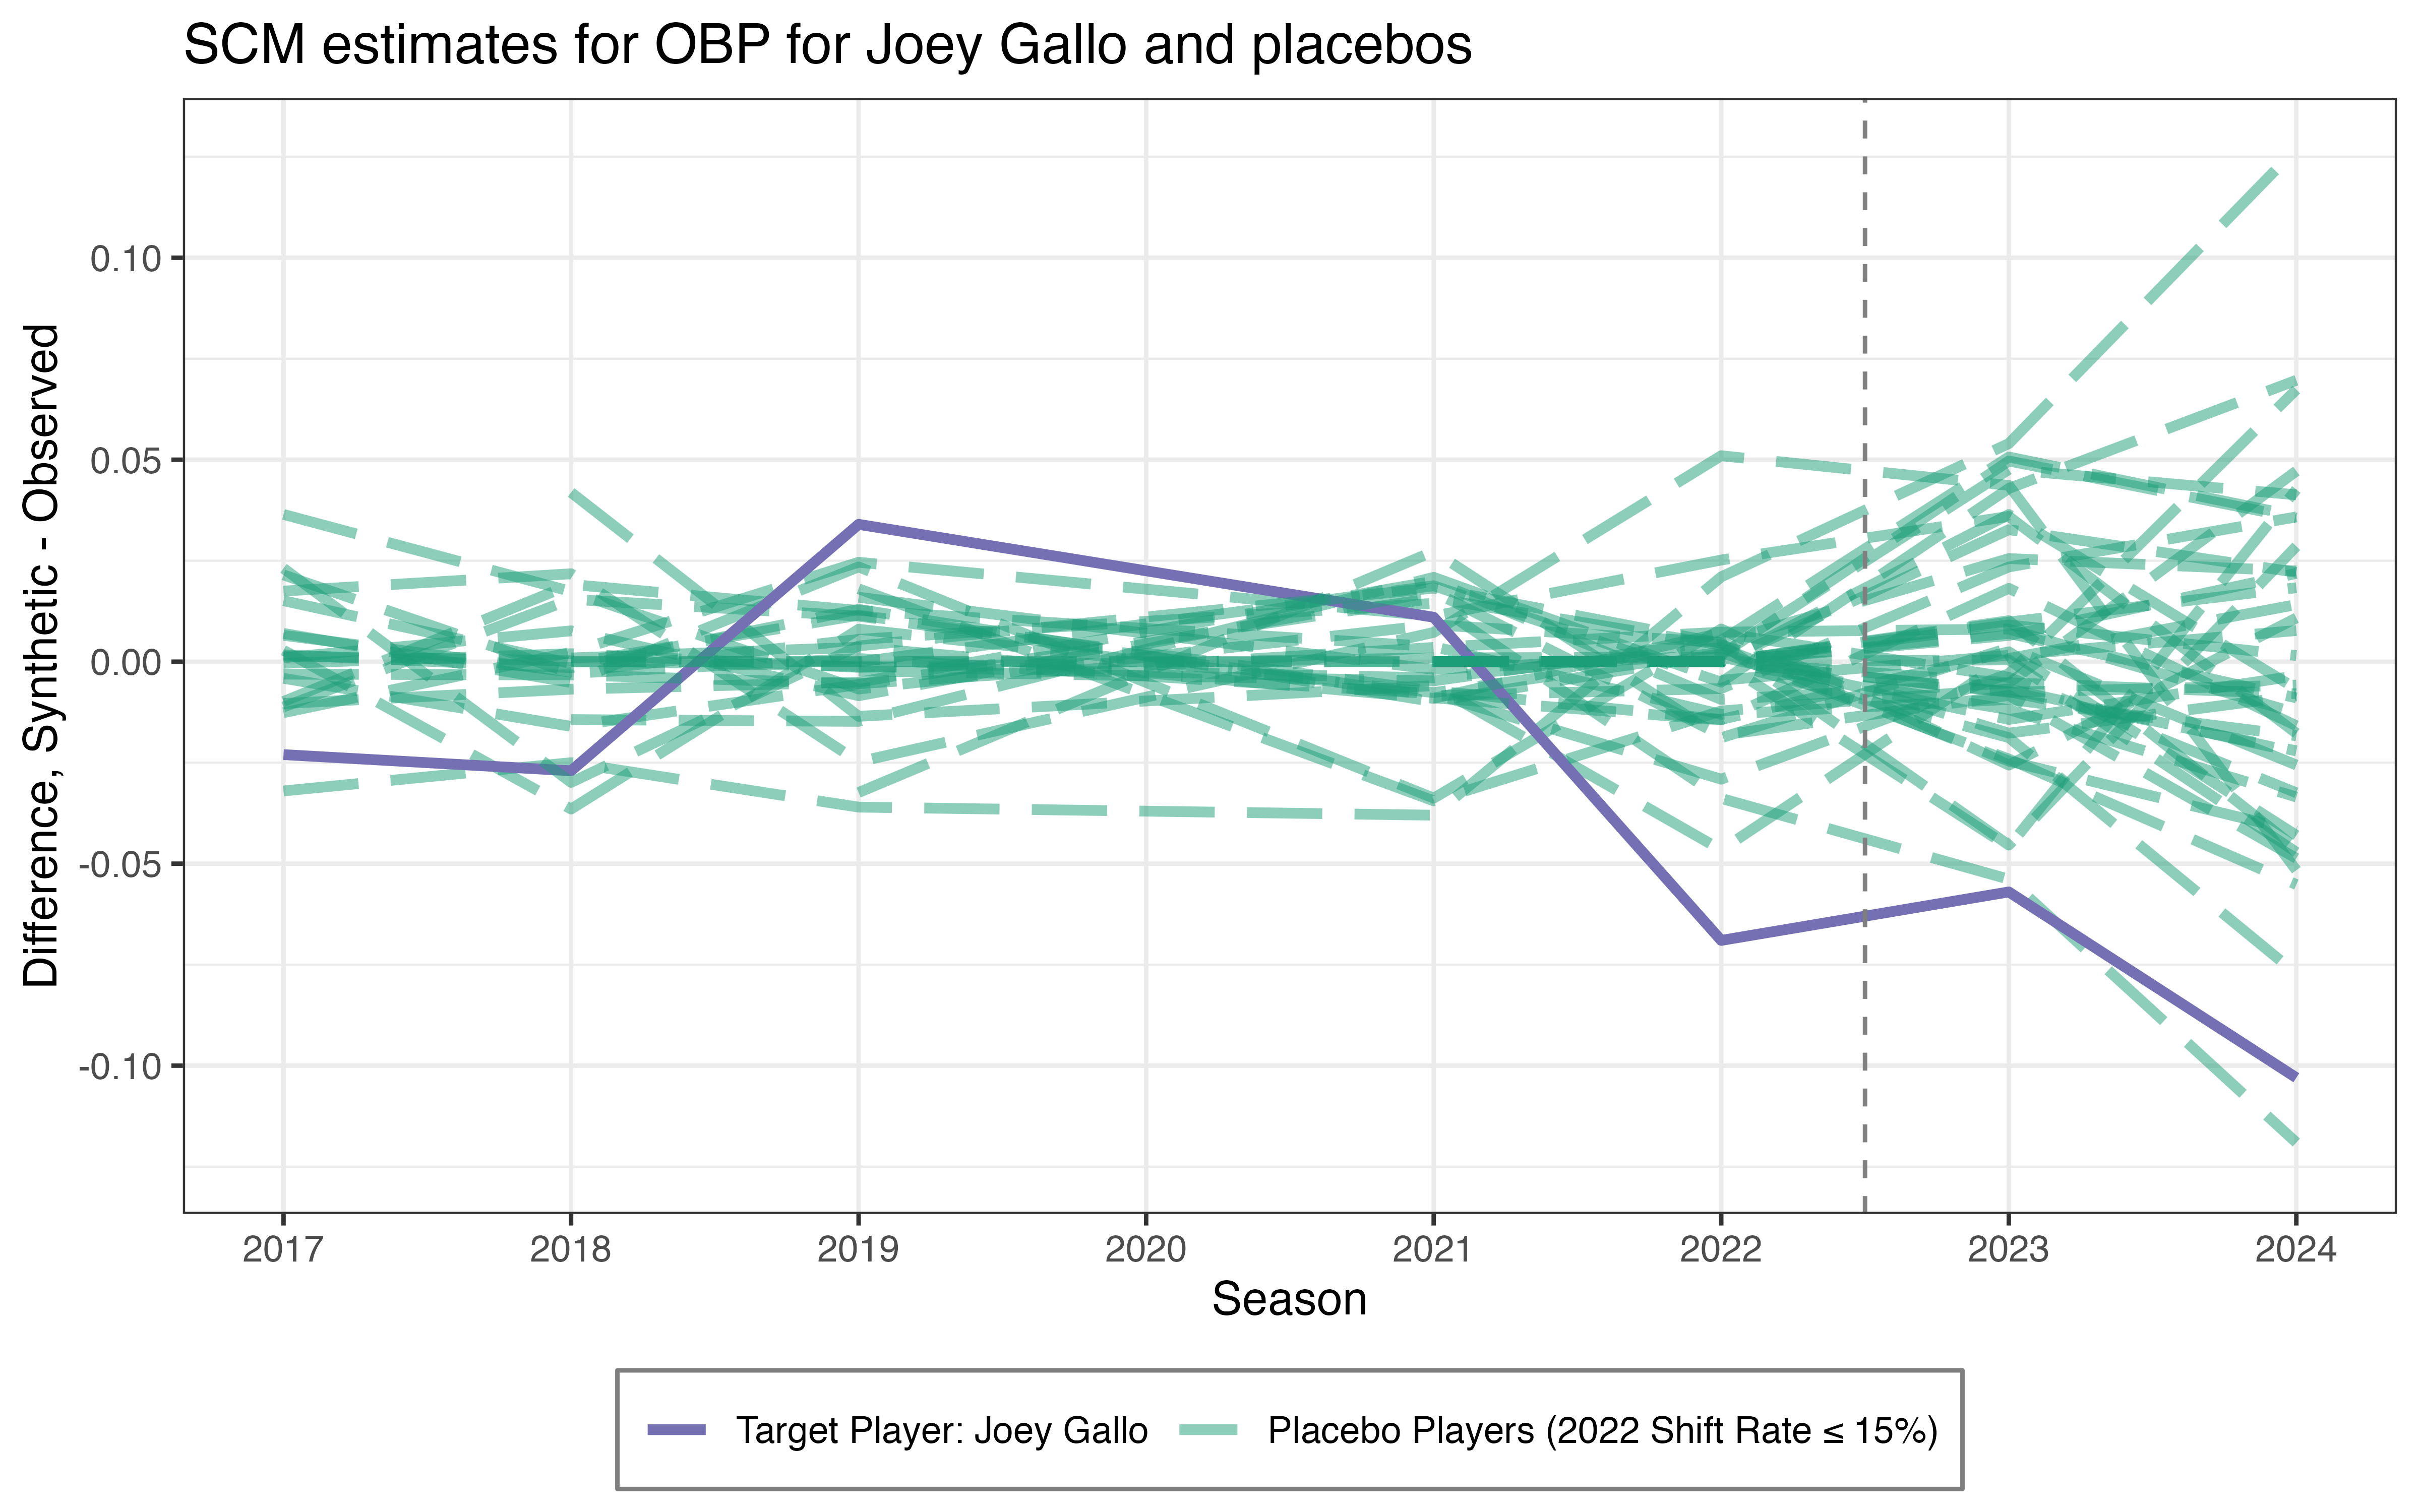 SCM estimates for OBP for Joey Gallo and placebos
Difference, Synthetic - Observed
0.10
0.05
0.00
-0.05
-0.10
2017 2018 2019 2020 2021 2022 2023 2024
Season
Target Player: Joey Gallo Placebo Players (2022 Shift Rate ≤ 15%)